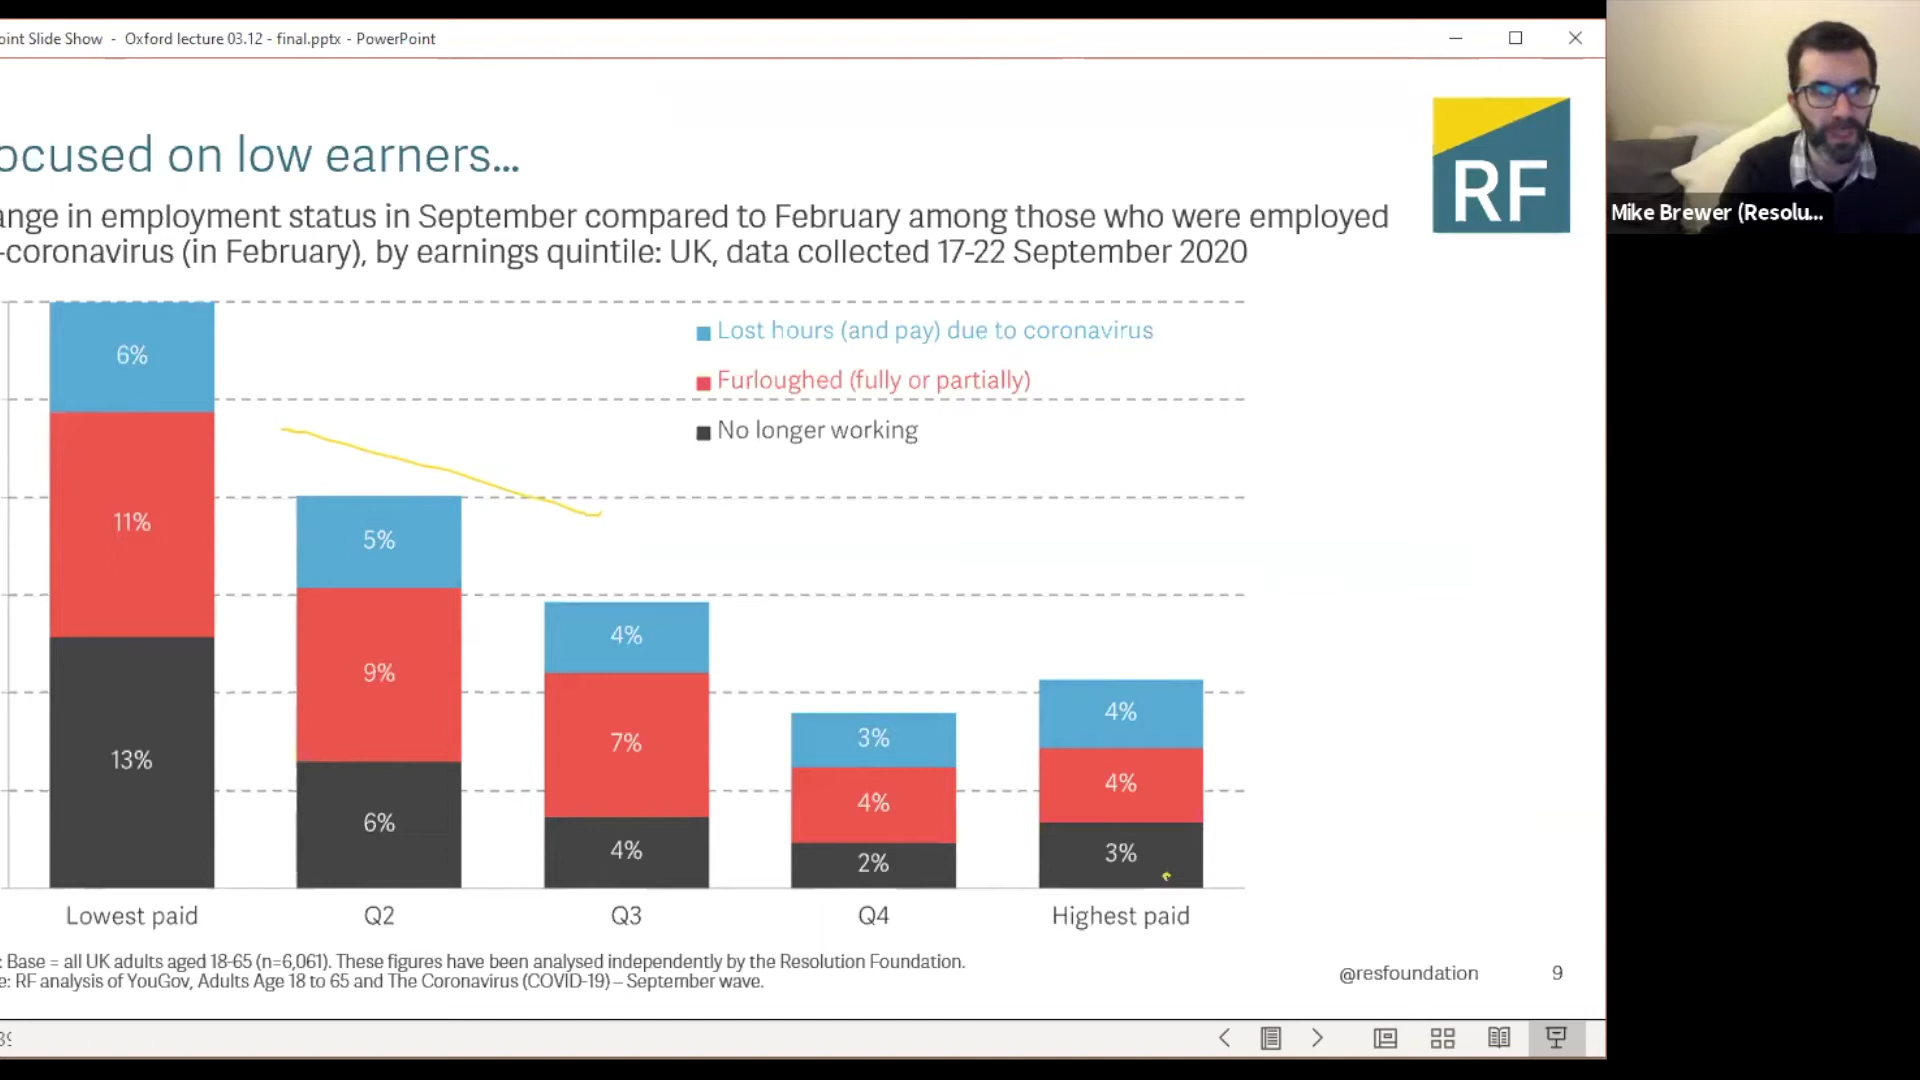 oint Slide Show - Oxford lecture 03.12 - final.pptx - PowerPoint
ocused on low earners...
RF
Mike Brewer (Resolu...
ange in employment status in September compared to February among those who were employed
-coronavirus (in February), by earnings quintile: UK, data collected 17-22 September 2020
Lost hours (and pay) due to coronavirus
Furloughed (fully or partially)
No longer working
6%
11%
13%
5%
9%
6%
4%
7%
4%
3%
4%
2%
4%
4%
3%
Lowest paid
Q2
Q3
Q4
Highest paid
: Base = all UK adults aged 18-65 (n=6,061). These figures have been analysed independently by the Resolution Foundation.
e: RF analysis of YouGov, Adults Age 18 to 65 and The Coronavirus (COVID-19) – September wave.
@resfoundation
9